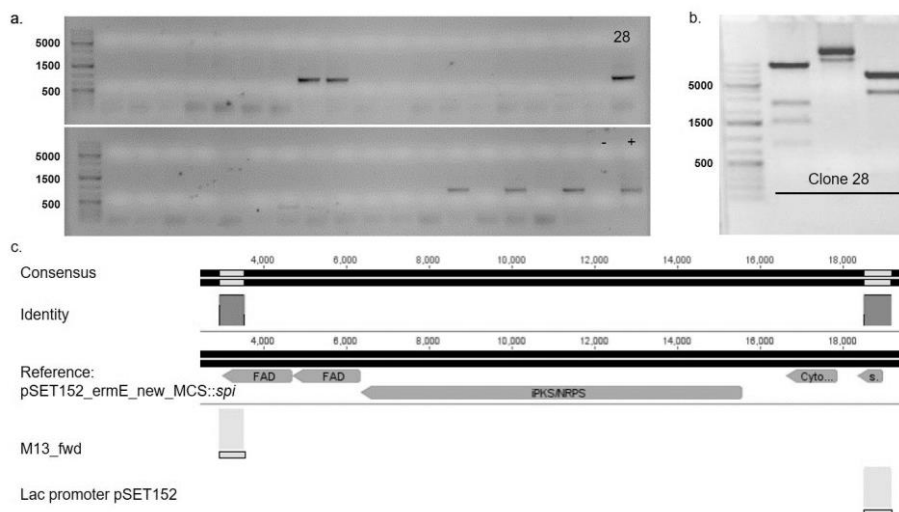 a.
28
5000
1500
500
- +
5000
1500
500
b.
5000
1500
500
Clone 28
c.
4,000 6,000 8,000 10,000 12,000 14,000 16,000 18,000
Consensus
Identity
4,000 6,000 8,000 10,000 12,000 14,000 16,000 18,000
Reference:
FAD FAD Cyto... s.
pSET152_ermE_new_MCS::spi
iPKS/NRPS
M13_fwd
Lac promoter pSET152